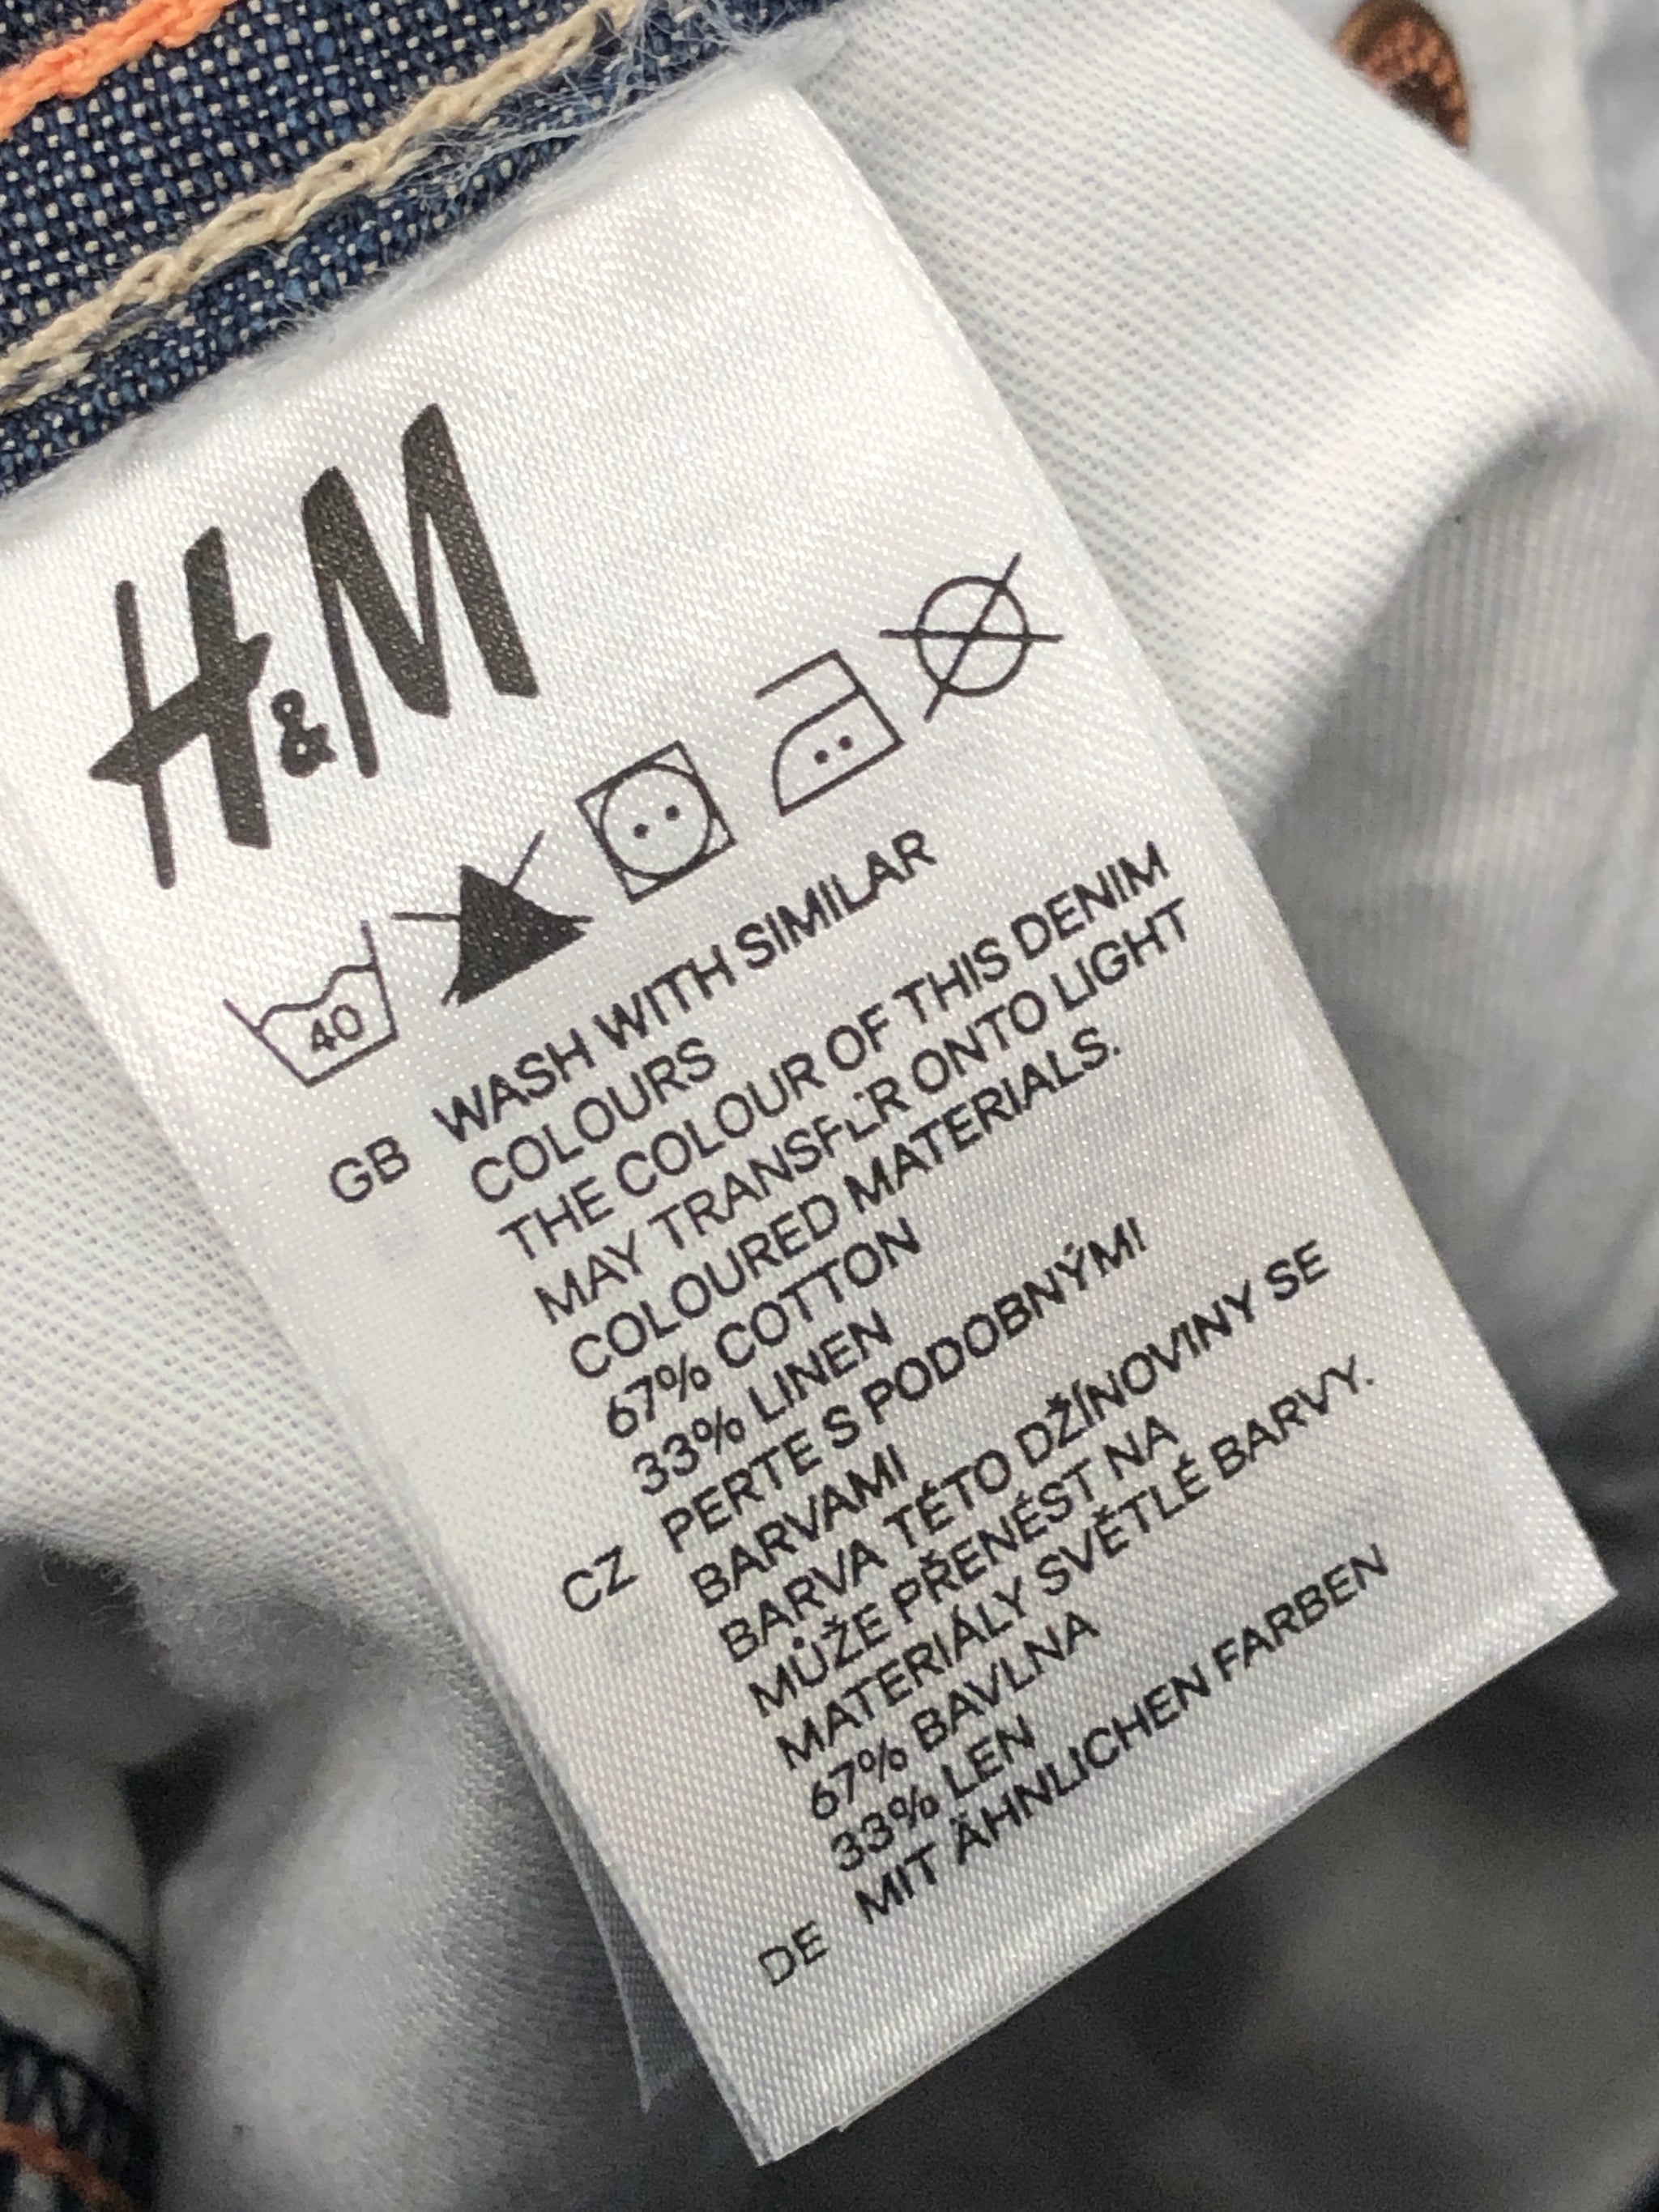 H&M
40
GB WASH WITH SIMILAR
COLOURS
THE COLOUR OF THIS DENIM
MAY TRANSFER ONTO LIGHT
COLOURED MATERIALS.
67% COTTON
33% LINEN
CZ PERTE S PODOBNÝMI
BARVAMI
BARVA TÉTO DŽÍNOVINY SE
MŮŽE PŘENÉST NA
MATERIÁLY SVĚTLÉ BARVY.
67% BAVLNA
33% LEN
DE MIT ÄHNLICHEN FARBEN